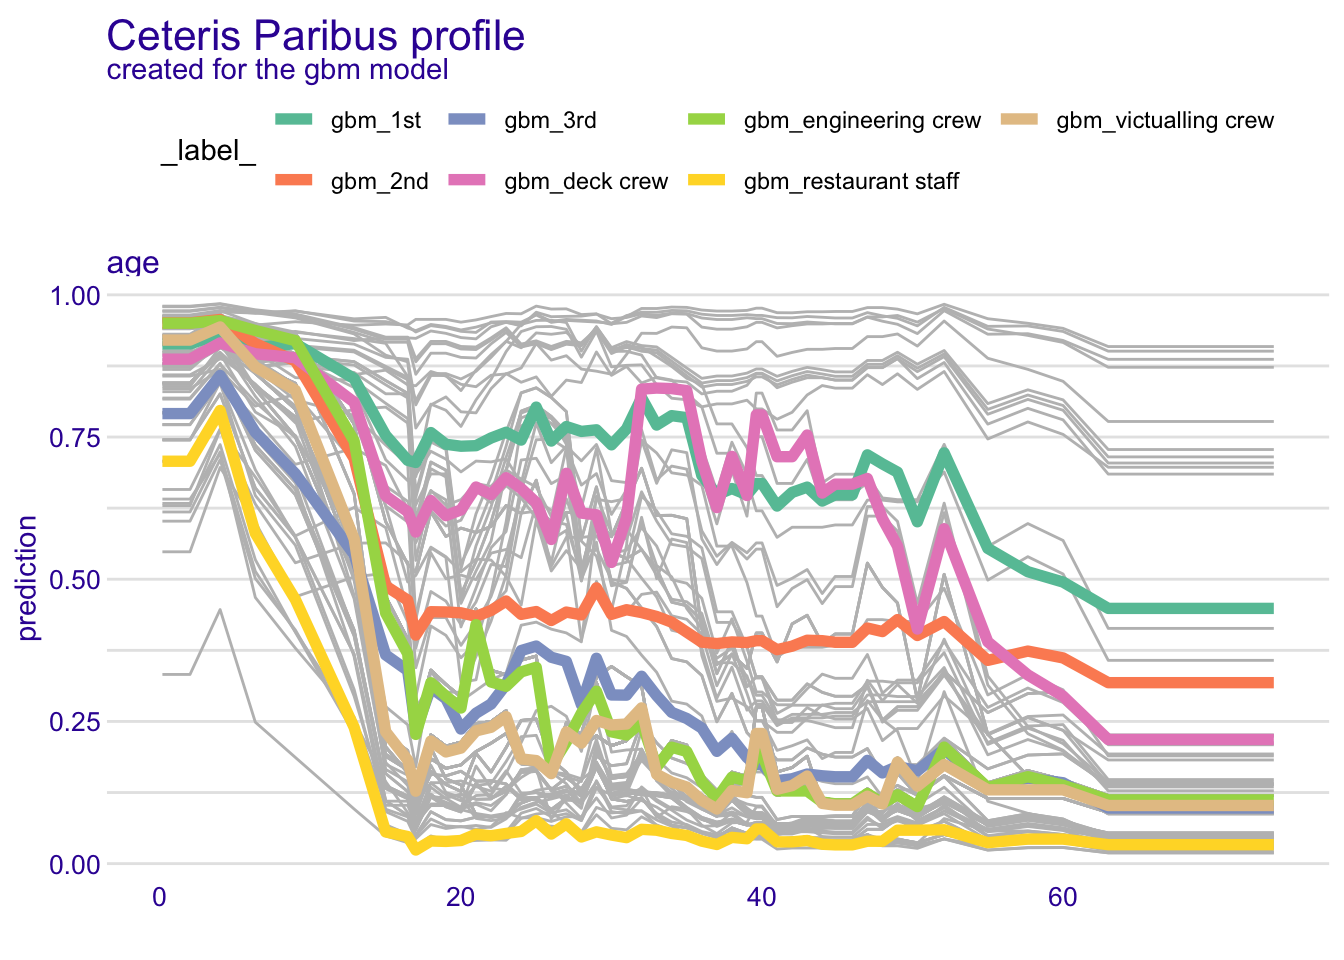 Ceteris Paribus profile
created for the gbm model
_label_
gbm_1st gbm_3rd gbm_engineering crew gbm_victualling crew
gbm_2nd gbm_deck crew gbm_restaurant staff
age
prediction
1.00
0.75
0.50
0.25
0.00
0 20 40 60